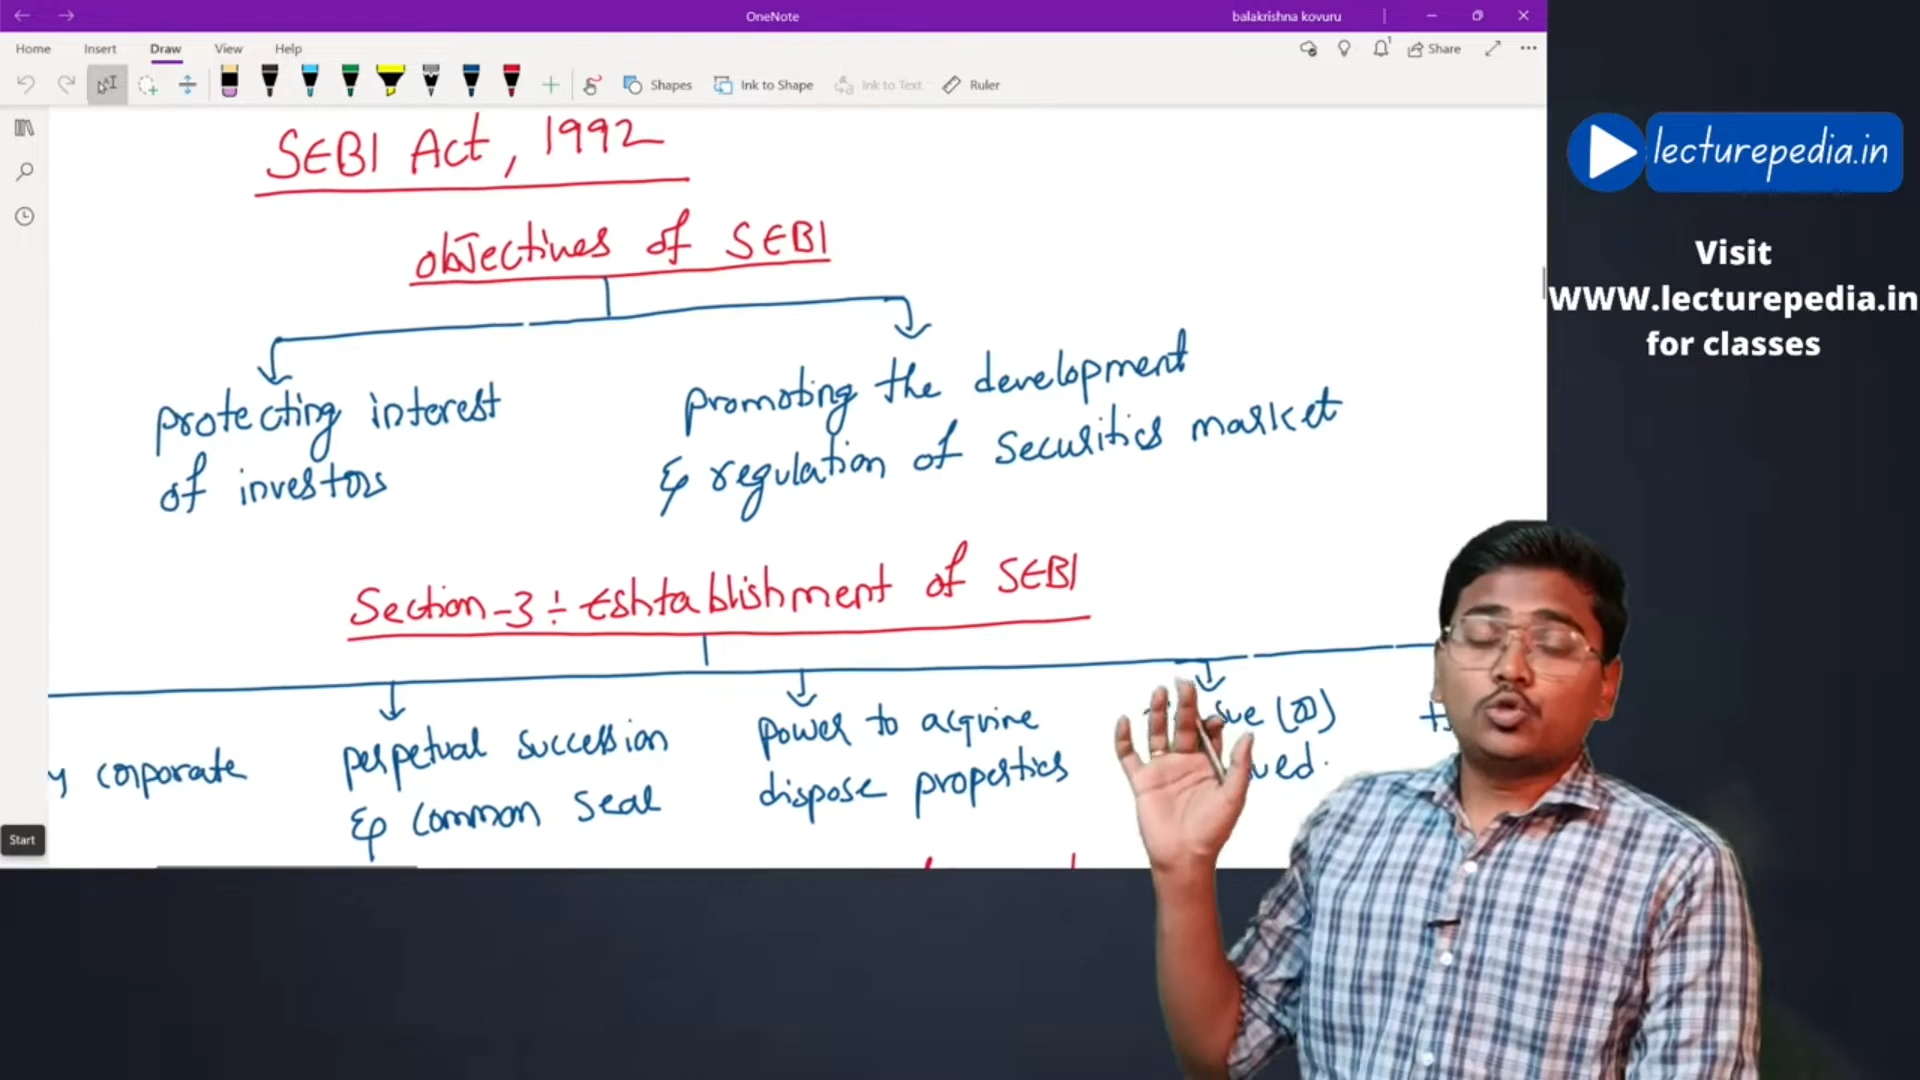 OneNote
balakrishna kovuru
Home Insert Draw View Help
1
Share
Shapes Ink to Shape Ink to Text Ruler
SEBI Act, 1992
objectives of SEBI
protecting interest
of investors
promoting the development
& regulation of securities market
Section-3 ÷ Eshtablishment of SEBI
y corporate
perpetual succession
& common seal
power to acquire
dispose properties
sue (or)
ued.
Start
lecturepedia.in
Visit
WWW.lecturepedia.in
for classes